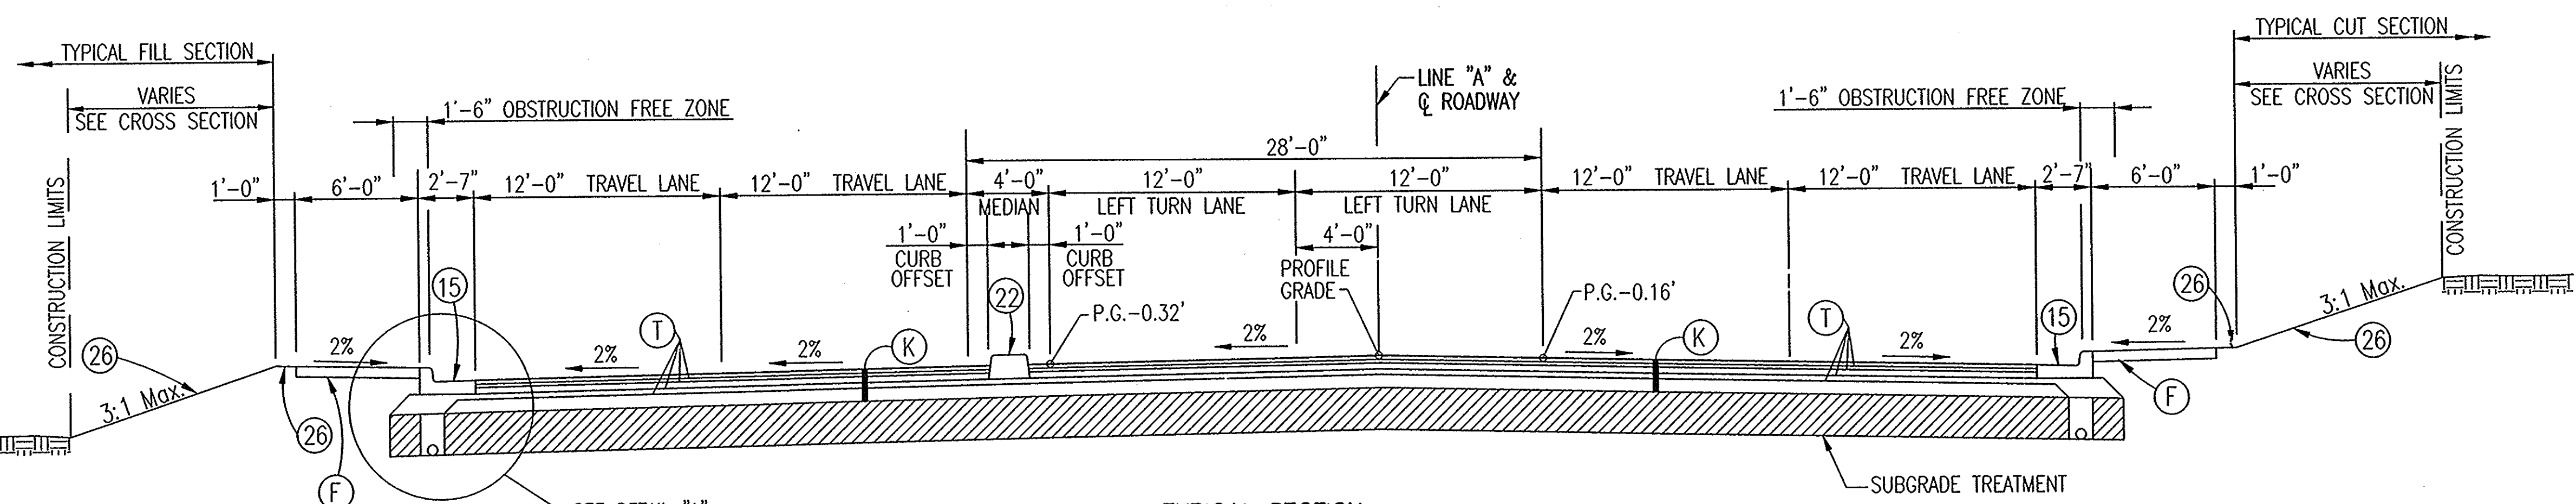 TYPICAL FILL SECTION
TYPICAL CUT SECTION
VARIES
SEE CROSS SECTION
1'-6" OBSTRUCTION FREE ZONE
LINE "A" &
℄ ROADWAY
1'-6" OBSTRUCTION FREE ZONE
VARIES
SEE CROSS SECTION
CONSTRUCTION LIMITS
CONSTRUCTION LIMITS
28'-0"
1'-0" 6'-0" 2'-7" 12'-0" TRAVEL LANE 12'-0" TRAVEL LANE 4'-0" 12'-0" 12'-0" 12'-0" TRAVEL LANE 12'-0" TRAVEL LANE 2'-7" 6'-0" 1'-0"
MEDIAN LEFT TURN LANE LEFT TURN LANE
1'-0"
CURB
OFFSET
1'-0"
CURB
OFFSET
4'-0"
PROFILE
GRADE
15
22
P.G.-0.32'
P.G.-0.16'
26
3:1 Max.
26
2%
F
2%
T
2%
K
2%
2%
K
T
2%
15
2%
26
3:1 Max.
26
F
SUBGRADE TREATMENT